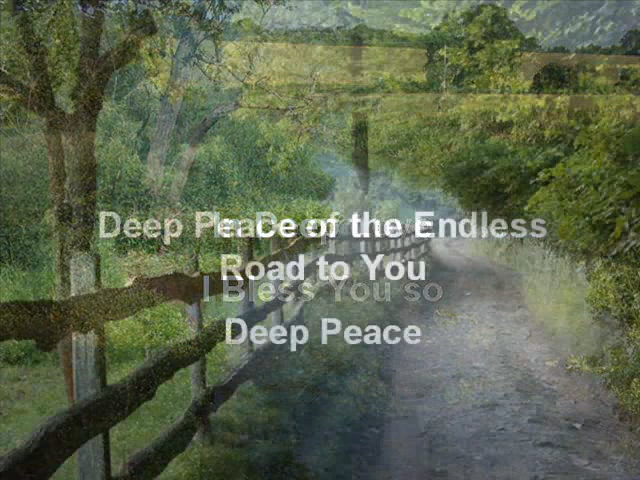 Deep Peace of the Endless
Road to You
I Bless You so
Deep Peace